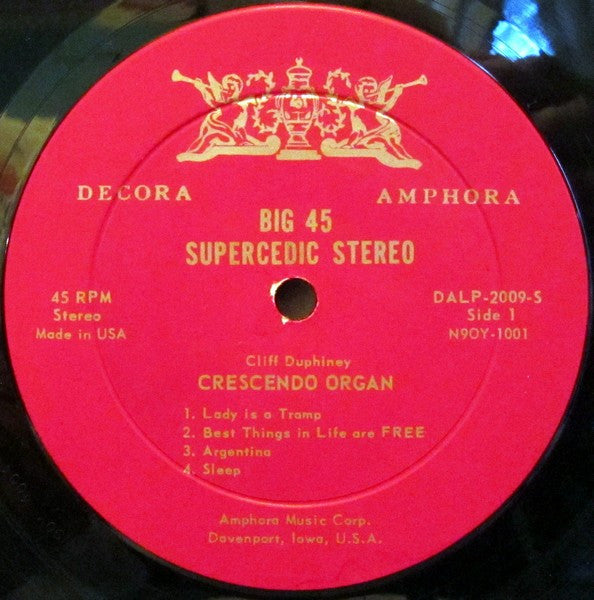 DECORA AMPHORA
BIG 45
SUPERCEDIC STEREO
45 RPM
Stereo
Made in USA
DALP-2009-S
Side 1
N9OY-1001
Cliff Duphiney
CRESCENDO ORGAN
1. Lady is a Tramp
2. Best Things in Life are FREE
3. Argentina
4. Sleep
Amphora Music Corp.
Davenport, Iowa, U.S.A.